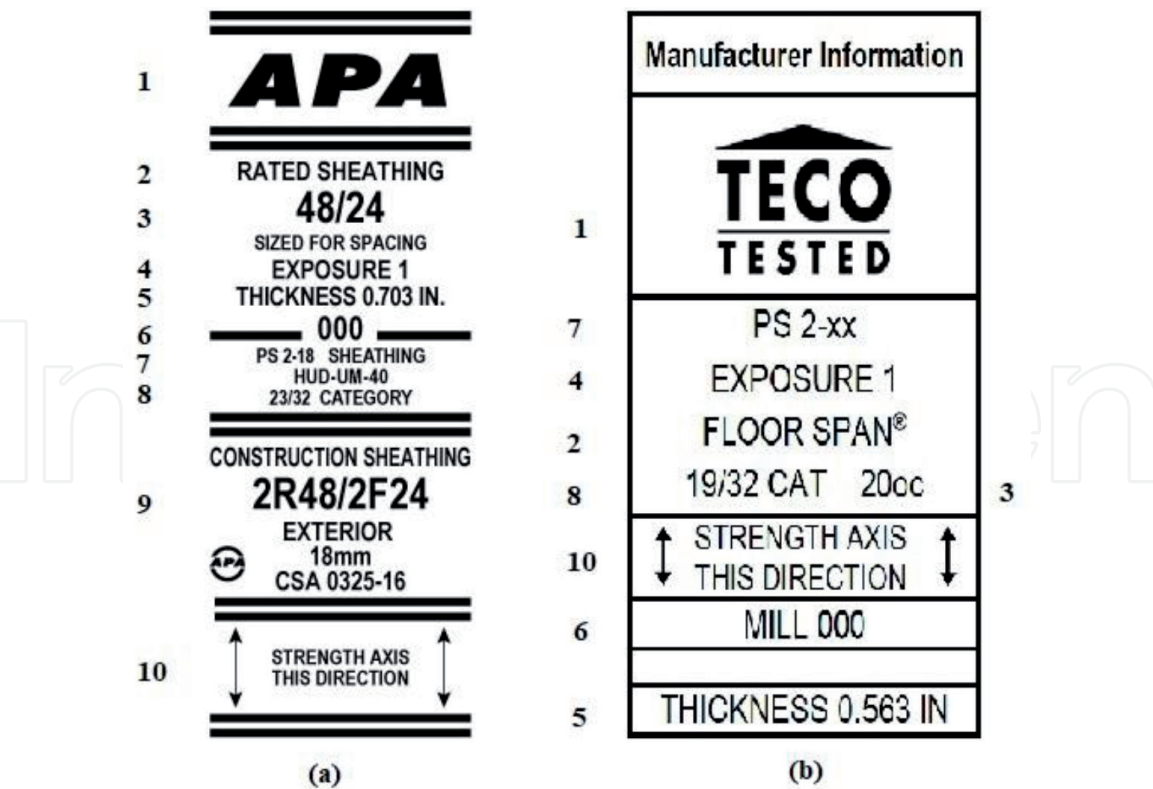 1 APA
2 RATED SHEATHING
3 48/24
SIZED FOR SPACING
4 EXPOSURE 1
5 THICKNESS 0.703 IN.
6 000
7 PS 2-18 SHEATHING
HUD-UM-40
8 23/32 CATEGORY
CONSTRUCTION SHEATHING
9 2R48/2F24
EXTERIOR
18mm
APA
CSA 0325-16
10 STRENGTH AXIS
THIS DIRECTION
(a)
Manufacturer Information
1 TECO
TESTED
7 PS 2-xx
4 EXPOSURE 1
2 FLOOR SPAN®
8 19/32 CAT 20oc 3
10 STRENGTH AXIS
THIS DIRECTION
6 MILL 000
5 THICKNESS 0.563 IN
(b)